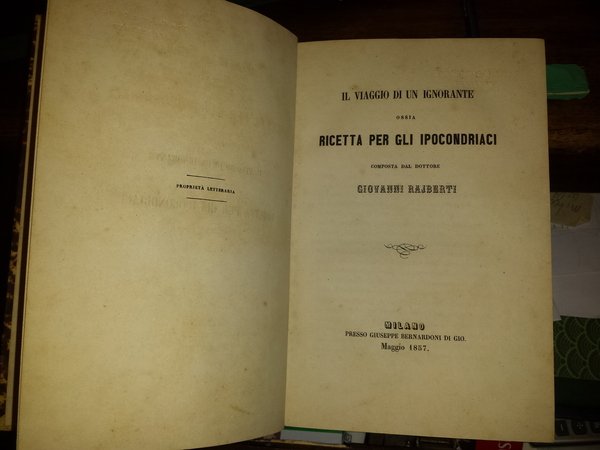 PROPRIETÀ LETTERARIA
IL VIAGGIO DI UN IGNORANTE
OSSIA
RICETTA PER GLI IPOCONDRIACI
COMPOSTA DAL DOTTORE
GIOVANNI RAJBERTI
MILANO
PRESSO GIUSEPPE BERNARDONI DI GIO.
Maggio 1857.